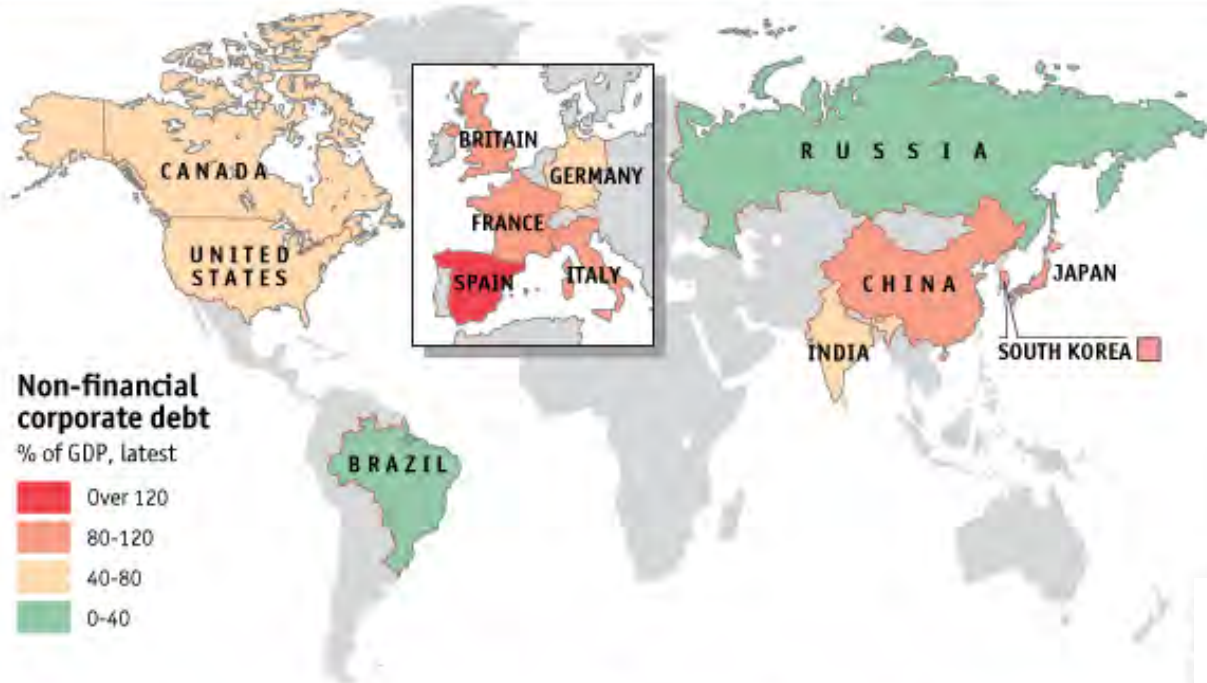 CANADA
UNITED
STATES
BRITAIN
GERMANY
FRANCE
SPAIN
ITALY
RUSSIA
CHINA
JAPAN
INDIA
SOUTH KOREA
BRAZIL
Non-financial
corporate debt
% of GDP, latest
Over 120
80-120
40-80
0-40